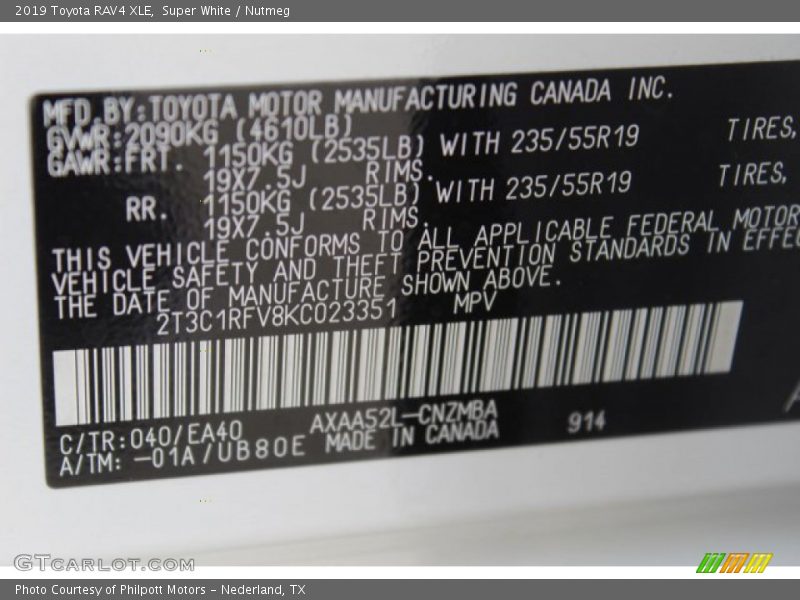 2019 Toyota RAV4 XLE, Super White / Nutmeg
MFD.BY:TOYOTA MOTOR MANUFACTURING CANADA INC.
GVWR:2090KG (4610LB)
GAWR:FRT. 1150KG (2535LB) WITH 235/55R19 TIRES,
19X7.5J RIMS.
RR. 1150KG (2535LB) WITH 235/55R19 TIRES,
19X7.5J RIMS.
THIS VEHICLE CONFORMS TO ALL APPLICABLE FEDERAL MOTOR
VEHICLE SAFETY AND THEFT PREVENTION STANDARDS IN
THE DATE OF MANUFACTURE SHOWN ABOVE.
2T3C1RFV8KC023351 MPV
C/TR:040/EA40 AXAA52L-CNZMBA 914
A/TM: -01A/UB80E MADE IN CANADA
GTCARLOT.COM
Photo Courtesy of Philpott Motors - Nederland, TX